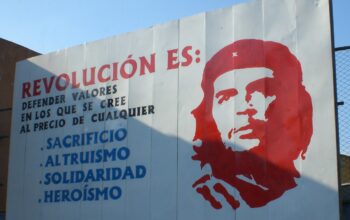 REVOLUCIÓN ES:
DEFENDER VALORES
EN LOS QUE SE CREE
AL PRECIO DE CUALQUIER
. SACRIFICIO
. ALTRUISMO
. SOLIDARIDAD
. HEROÍSMO